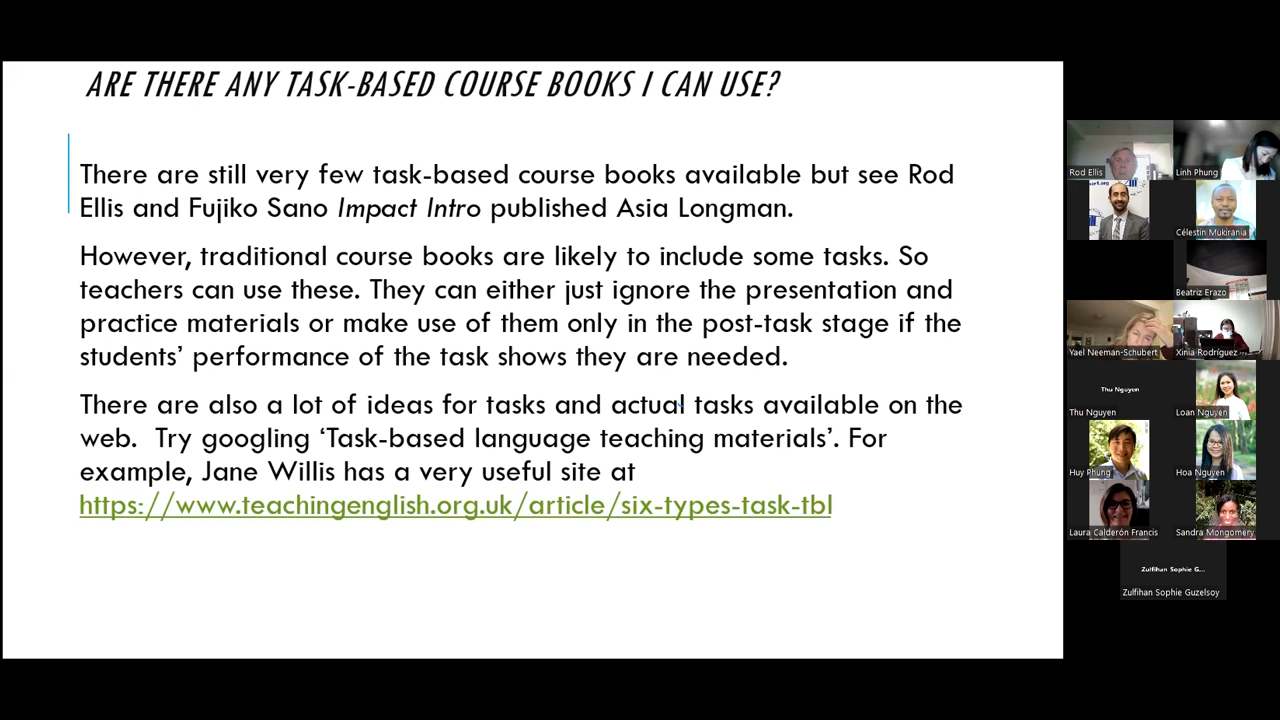 ARE THERE ANY TASK-BASED COURSE BOOKS I CAN USE?
There are still very few task-based course books available but see Rod
Ellis and Fujiko Sano Impact Intro published Asia Longman.
However, traditional course books are likely to include some tasks. So
teachers can use these. They can either just ignore the presentation and
practice materials or make use of them only in the post-task stage if the
students’ performance of the task shows they are needed.
There are also a lot of ideas for tasks and actual tasks available on the
web.  Try googling ‘Task-based language teaching materials’. For
example, Jane Willis has a very useful site at
https://www.teachingenglish.org.uk/article/six-types-task-tbl
Rod Ellis
Linh Phung
Célestin Mukirania
Beatriz Erazo
Yael Neeman-Schubert
Xinia Rodríguez
Thu Nguyen
Thu Nguyen
Loan Nguyen
Huy Phung
Hoa Nguyen
Laura Calderón Francis
Sandra Mongomery
Zulfihan Sophie G...
Zulfihan Sophie Guzelsoy